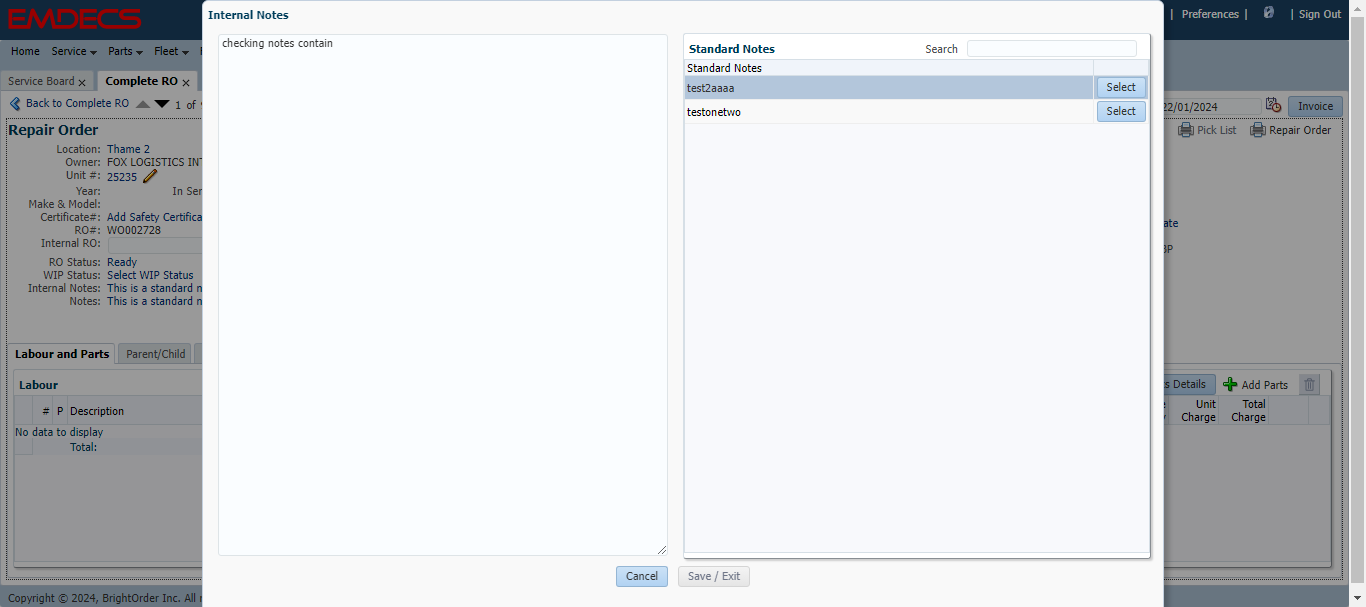 EMDECS
| Preferences |
| Sign Out
Home Service Parts Fleet
Service Board x
Complete RO x
Back to Complete RO 1 of
22/01/2024
Invoice
Repair Order
Pick List
Repair Order
Location: Thame 2
Owner: FOX LOGISTICS INT
Unit #: 25235
Year: In Ser
Make & Model:
Certificate#: Add Safety Certifica
RO#: WO002728
Internal RO:
RO Status: Ready
WIP Status: Select WIP Status
Internal Notes: This is a standard n
Notes: This is a standard n
ate
BP
Labour and Parts
Parent/Child
Labour
# P Description
No data to display
Total:
s Details
Add Parts
Unit Charge
Total Charge
Copyright © 2024, BrightOrder Inc. All
Internal Notes
checking notes contain
Standard Notes
Search
Standard Notes
test2aaaa
Select
testonetwo
Select
Cancel
Save / Exit